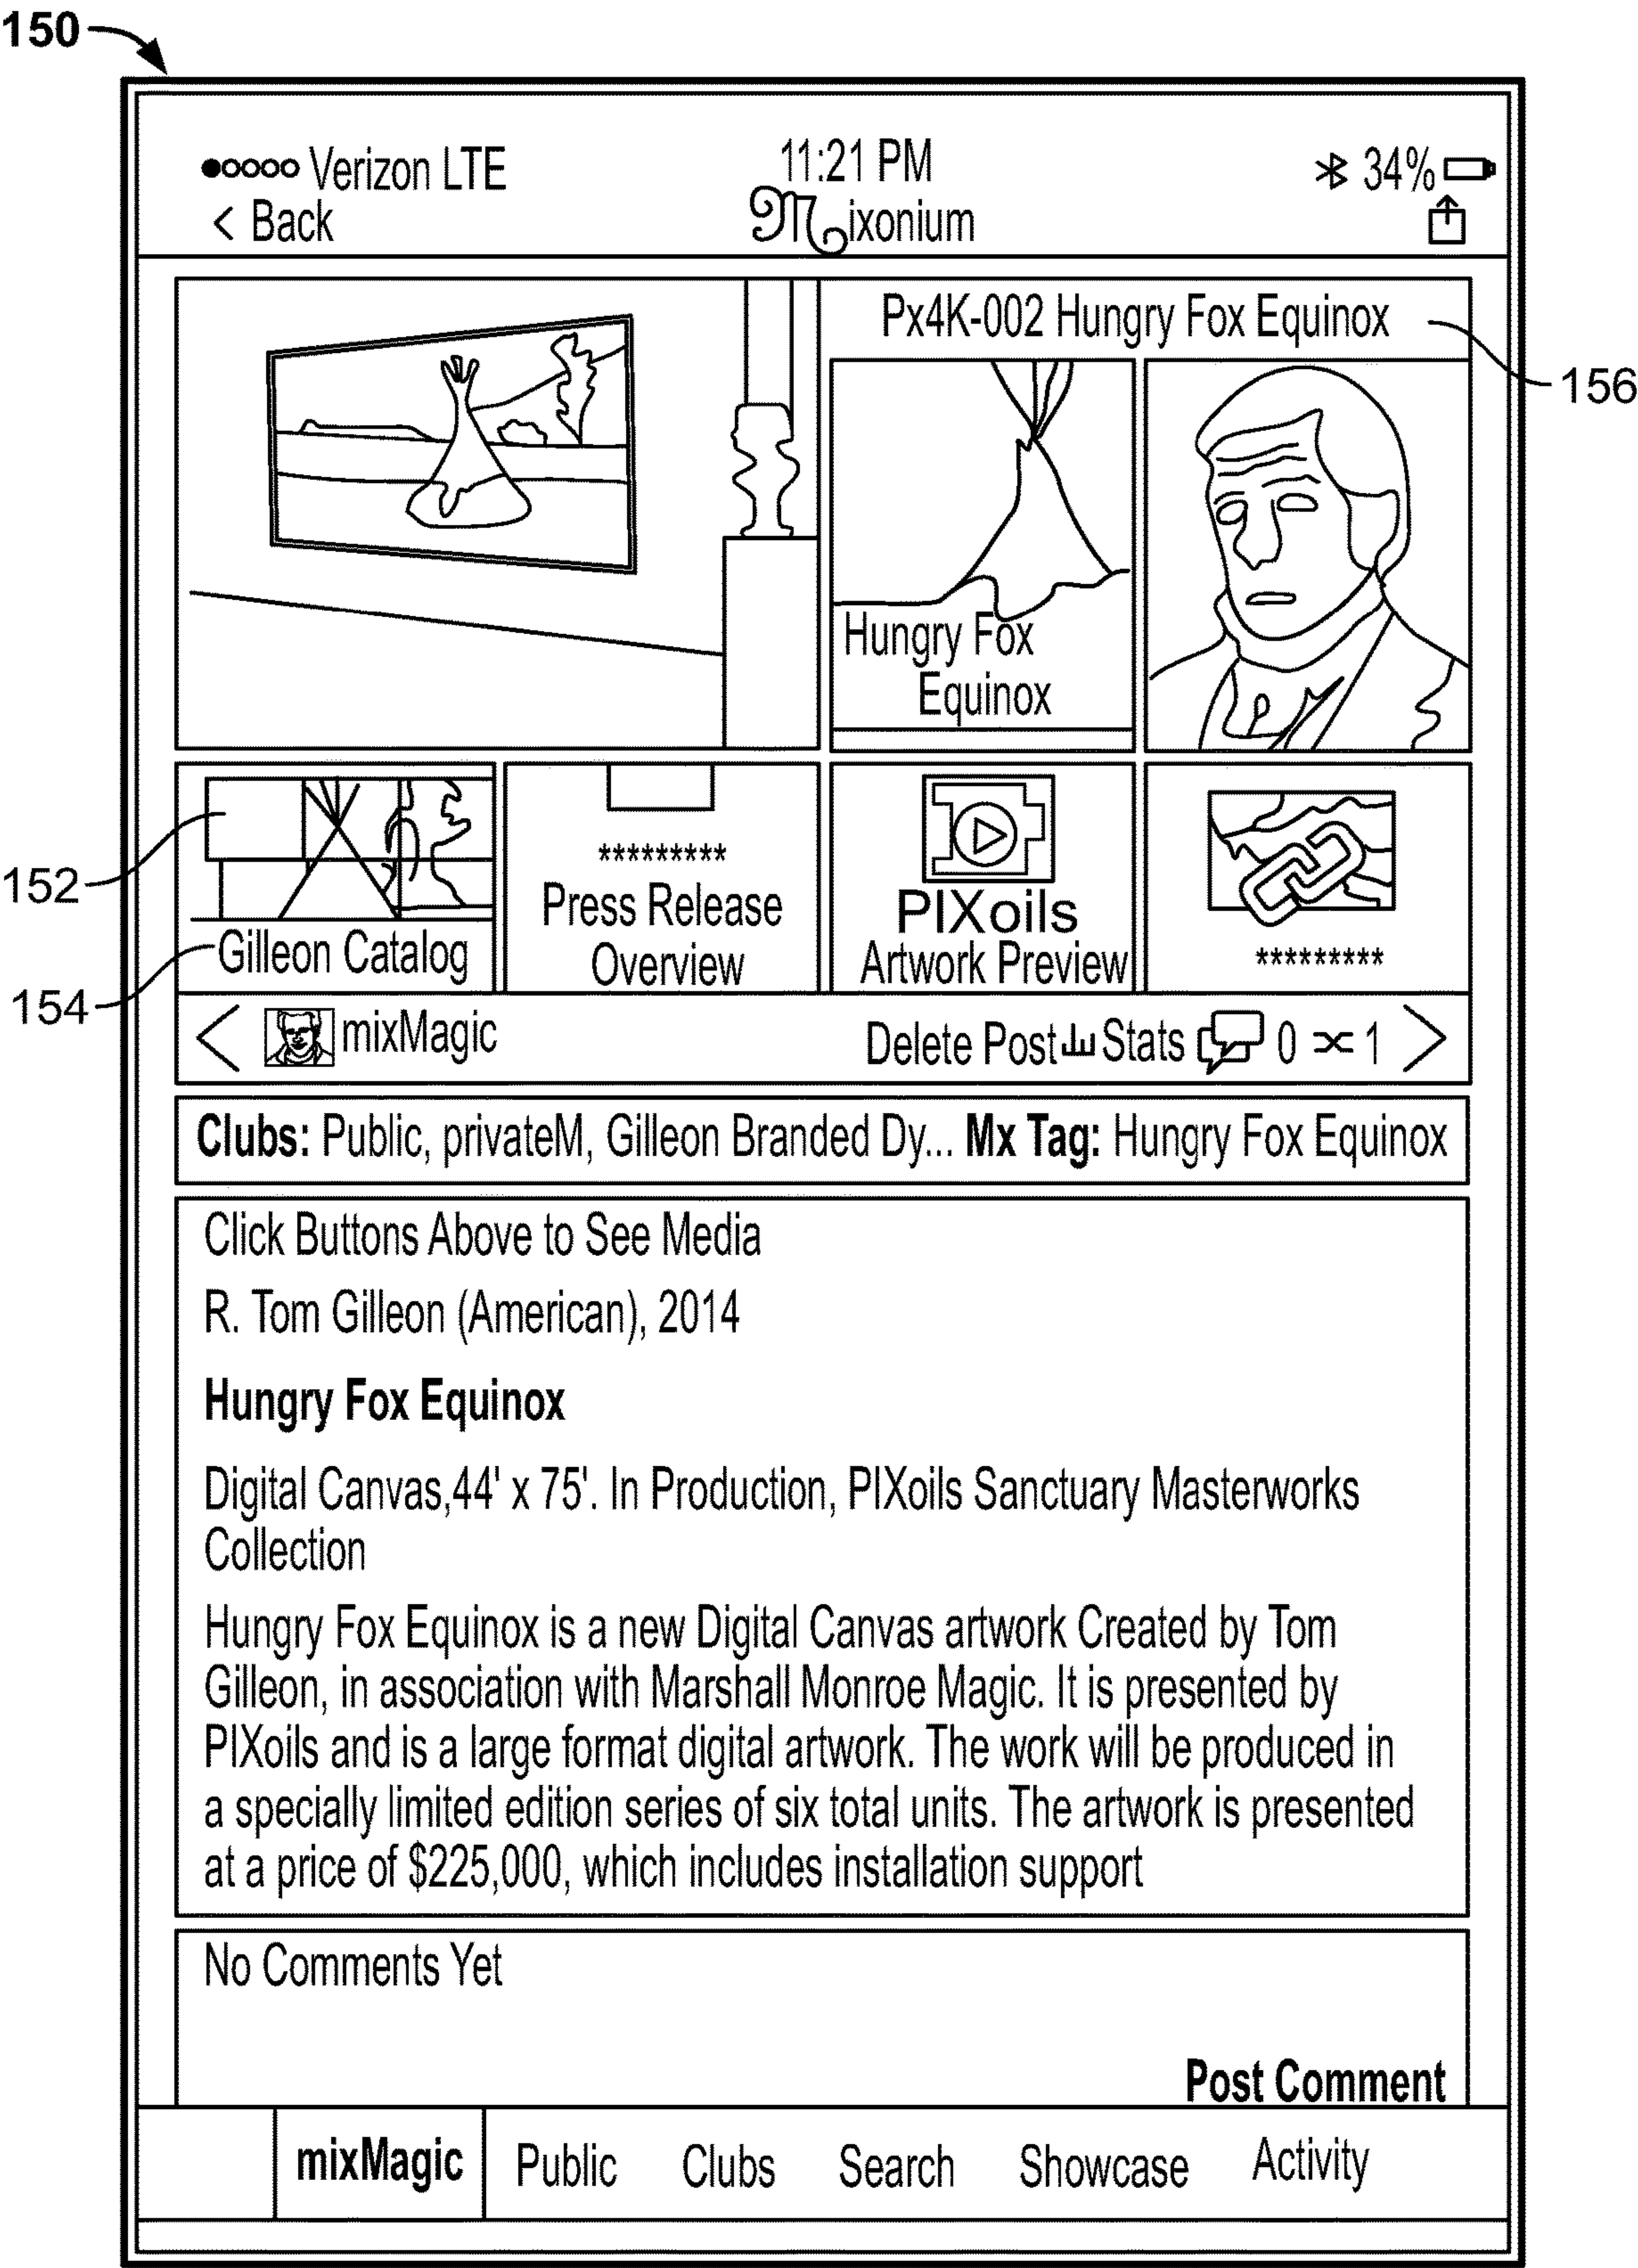 150
Verizon LTE 11:21 PM 34%
< Back Mixonium
Px4K-002 Hungry Fox Equinox
156
Hungry Fox
Equinox
152
154
Gilleon Catalog
*********
Press Release
Overview
PIXoils
Artwork Preview
*********
mixMagic Delete Post Stats 0 1
Clubs: Public, privateM, Gilleon Branded Dy... Mx Tag: Hungry Fox Equinox
Click Buttons Above to See Media
R. Tom Gilleon (American), 2014
Hungry Fox Equinox
Digital Canvas,44' x 75'. In Production, PIXoils Sanctuary Masterworks
Collection
Hungry Fox Equinox is a new Digital Canvas artwork Created by Tom
Gilleon, in association with Marshall Monroe Magic. It is presented by
PIXoils and is a large format digital artwork. The work will be produced in
a specially limited edition series of six total units. The artwork is presented
at a price of $225,000, which includes installation support
No Comments Yet
Post Comment
mixMagic Public Clubs Search Showcase Activity